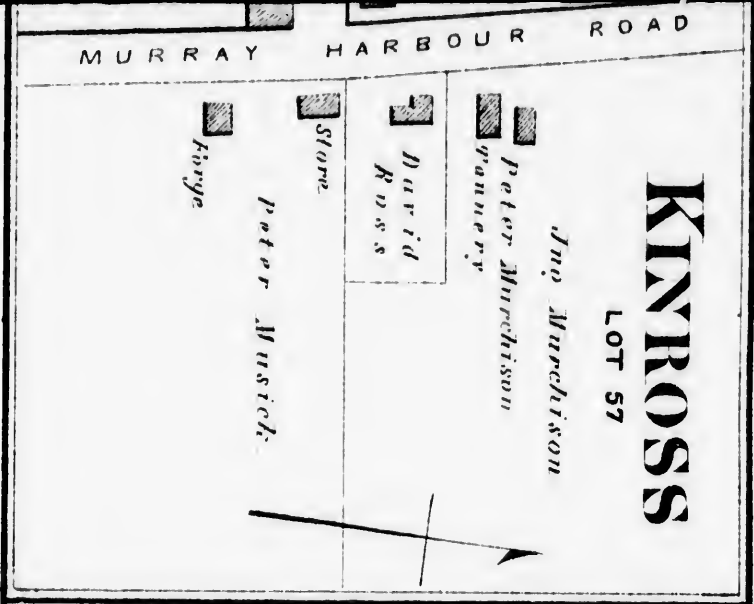 MURRAY HARBOUR ROAD
KINROSS
LOT 57
Jno Murchison
Peter Murchison
Tannery
David
Ross
Store
Peter Musick
Forge